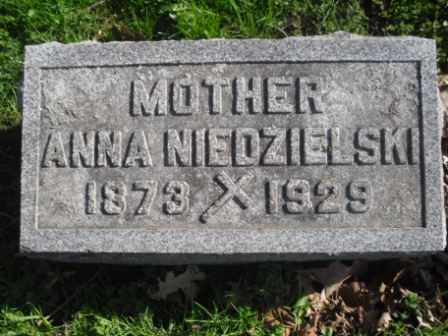 MOTHER
ANNA NIEDZIELSKI
1873 1929